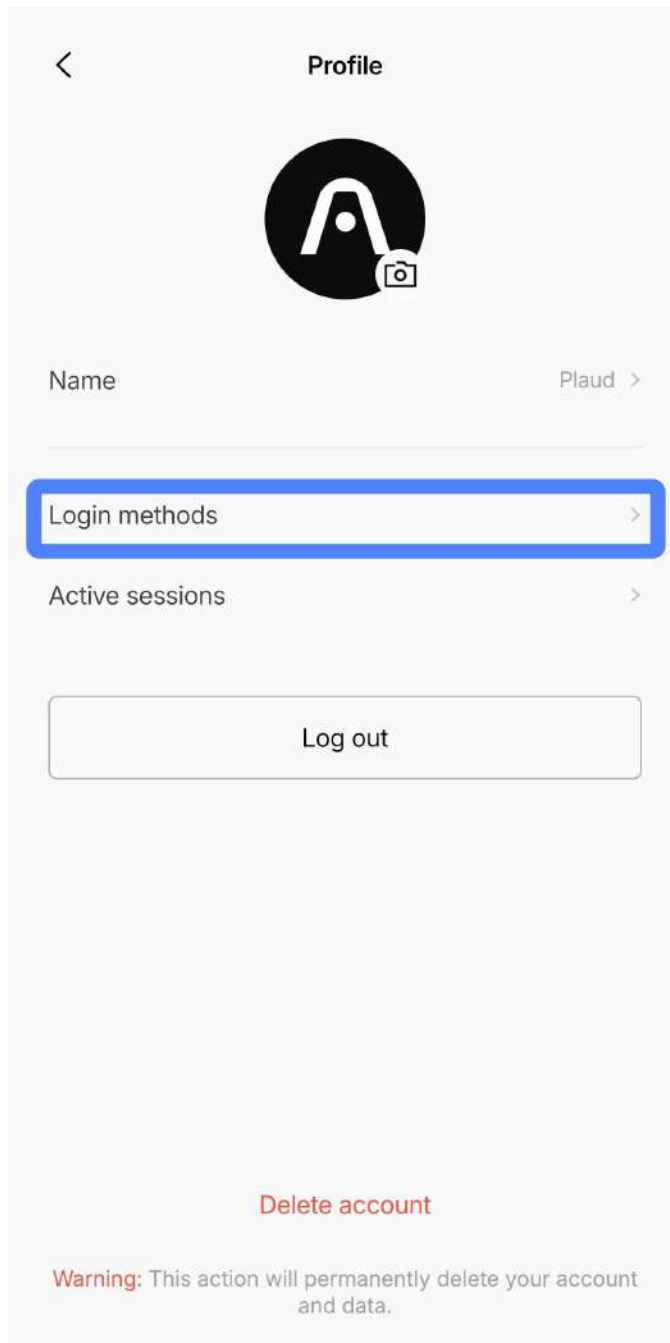 Profile
Name
Plaud
Login methods
Active sessions
Log out
Delete account
Warning: This action will permanently delete your account
and data.